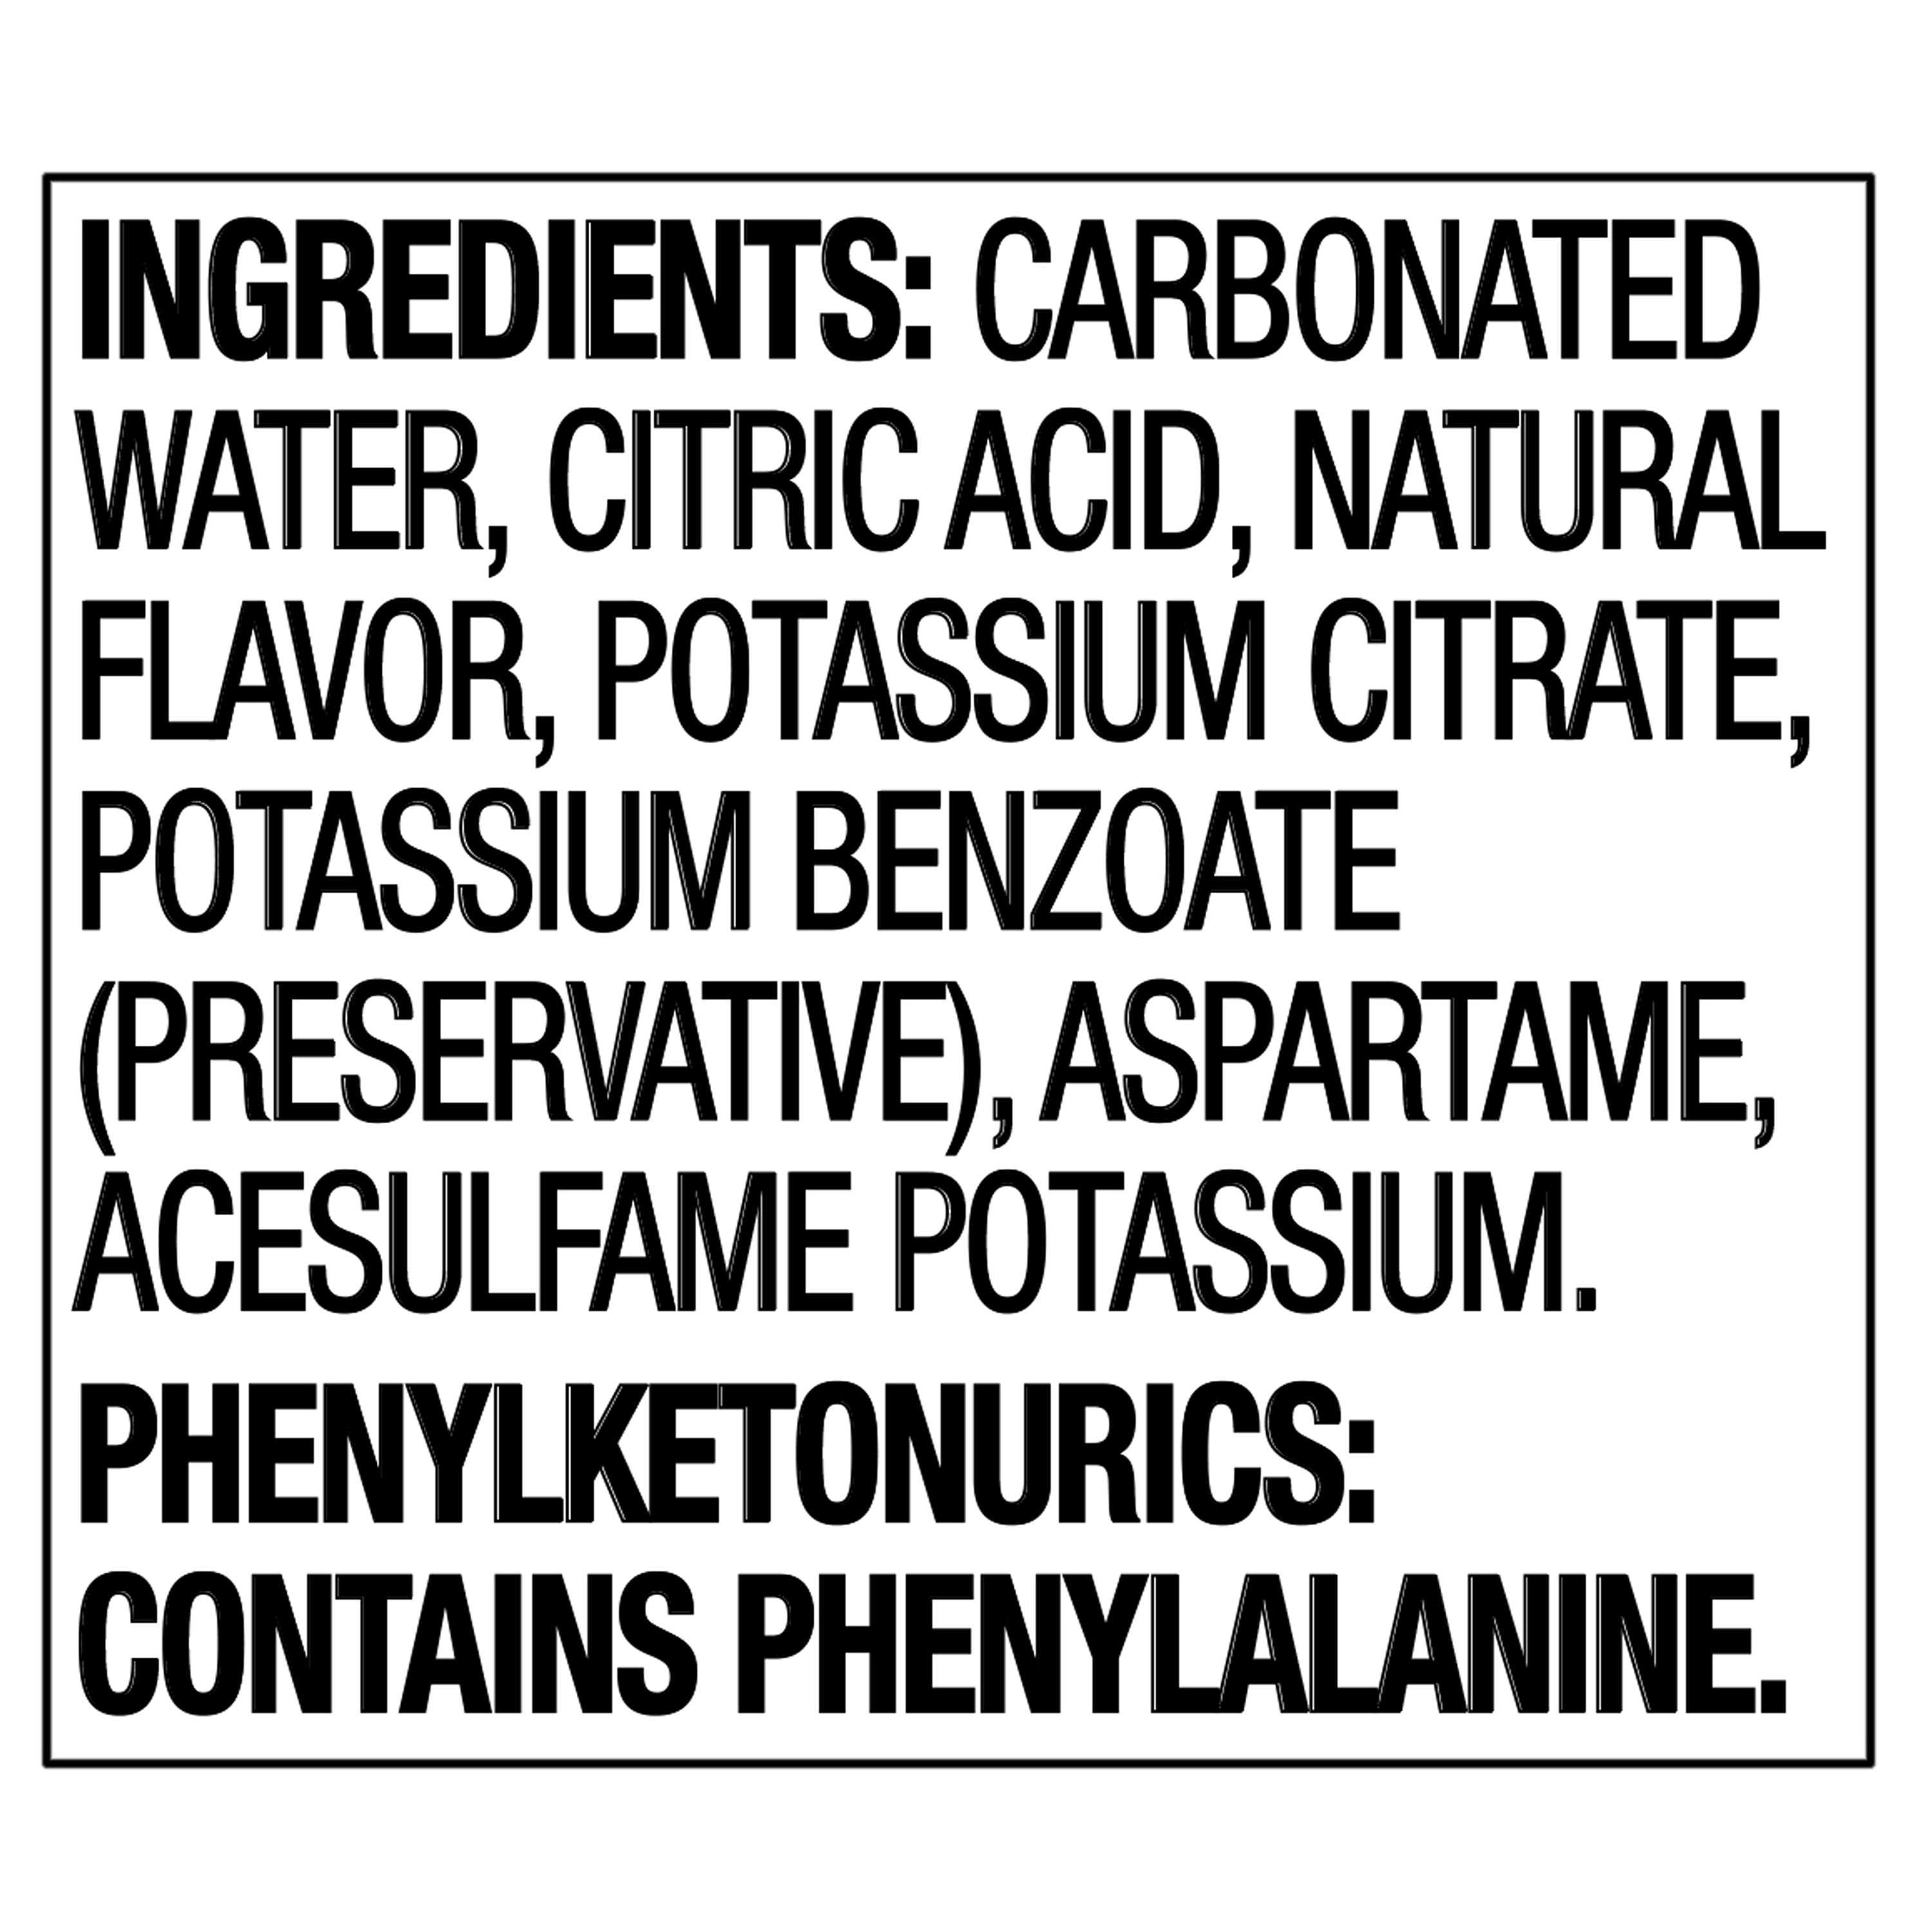 INGREDIENTS: CARBONATED
WATER, CITRIC ACID, NATURAL
FLAVOR, POTASSIUM CITRATE,
POTASSIUM BENZOATE
(PRESERVATIVE), ASPARTAME,
ACESULFAME POTASSIUM.
PHENYLKETONURICS:
CONTAINS PHENYLALANINE.